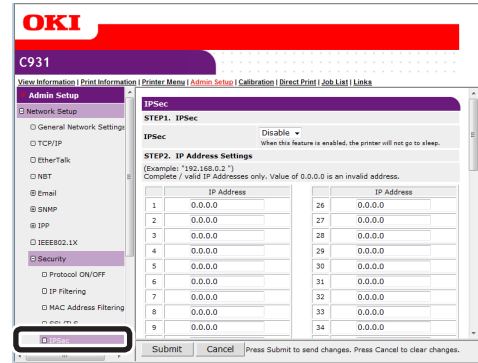 OKI
C931
View Information | Print Information | Printer Menu | Admin Setup | Calibration | Direct Print | Job List | Links
Admin Setup
Network Setup
General Network Settings
TCP/IP
EtherTalk
NBT
Email
SNMP
IPP
IEEE802.1X
Security
Protocol ON/OFF
IP Filtering
MAC Address Filtering
SSL/TLS
IPSec
IPSec
STEP1. IPSec
IPSec
Disable
When this feature is enabled, the printer will not go to sleep.
STEP2. IP Address Settings
(Example: "192.168.0.2 ")
Complete / valid IP Addresses only. Value of 0.0.0.0 is an invalid address.
IP Address IP Address
1 0.0.0.0 26 0.0.0.0
2 0.0.0.0 27 0.0.0.0
3 0.0.0.0 28 0.0.0.0
4 0.0.0.0 29 0.0.0.0
5 0.0.0.0 30 0.0.0.0
6 0.0.0.0 31 0.0.0.0
7 0.0.0.0 32 0.0.0.0
8 0.0.0.0 33 0.0.0.0
9 0.0.0.0 34 0.0.0.0
Submit Cancel Press Submit to send changes. Press Cancel to clear changes.